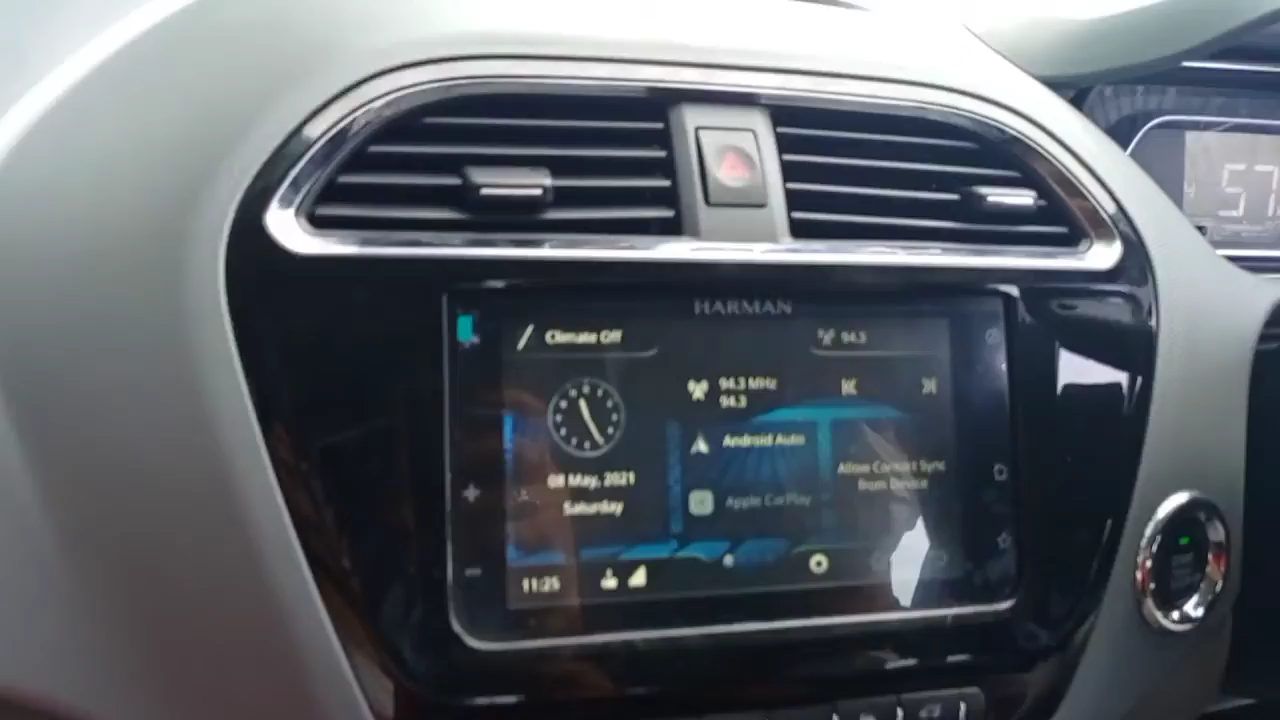 57
HARMAN
Climate Off
94.3
94.3 MHz
94.3
Android Auto
Allow Contact Sync
from Device
08 May, 2021
Saturday
Apple CarPlay
11:25